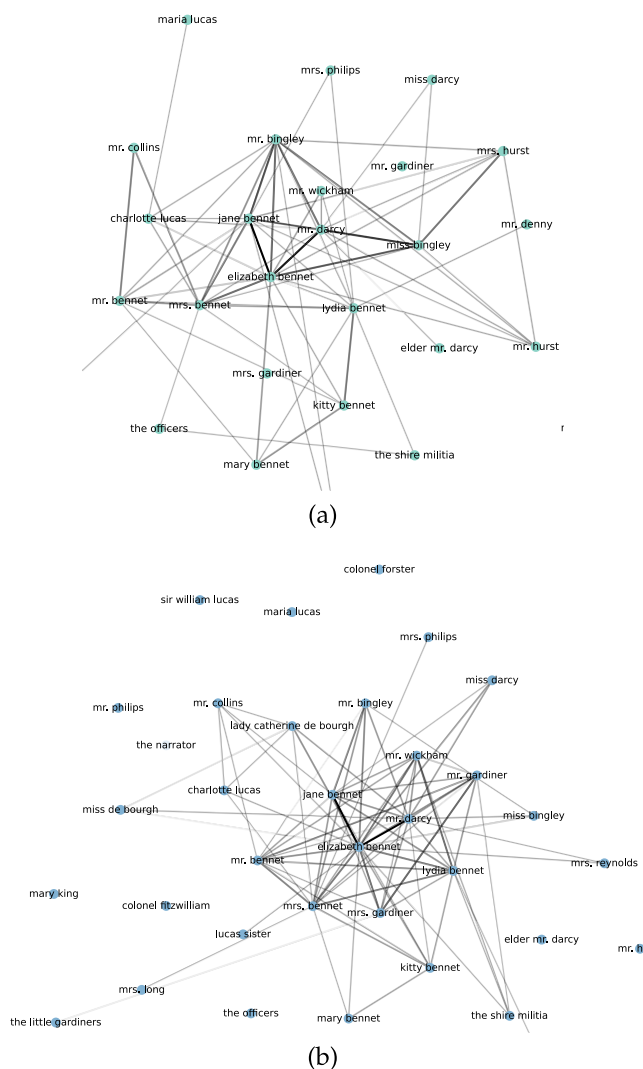 maria lucas
mrs. philips
miss darcy
mr. bingley
mr. collins
mrs. hurst
mr. gardiner
mr. wickham
charlotte lucas
jane bennet
mr. denny
mr. darcy
miss bingley
elizabeth bennet
mr. bennet
mrs. bennet
lydia bennet
elder mr. darcy
mr. hurst
mrs. gardiner
kitty bennet
the officers
mary bennet
the shire militia
(a)
colonel forster
sir william lucas
maria lucas
mrs. philips
miss darcy
mr. collins
mr. bingley
mr. philips
lady catherine de bourgh
the narrator
mr. wickham
mr. gardiner
charlotte lucas
jane bennet
miss de bourgh
miss bingley
mr. darcy
elizabeth bennet
mr. bennet
mrs. reynolds
lydia bennet
mary king
colonel fitzwilliam
mrs. bennet
mrs. gardiner
lucas sister
elder mr. darcy
mr. h
kitty bennet
mrs. long
the officers
the little gardiners
mary bennet
the shire militia
(b)